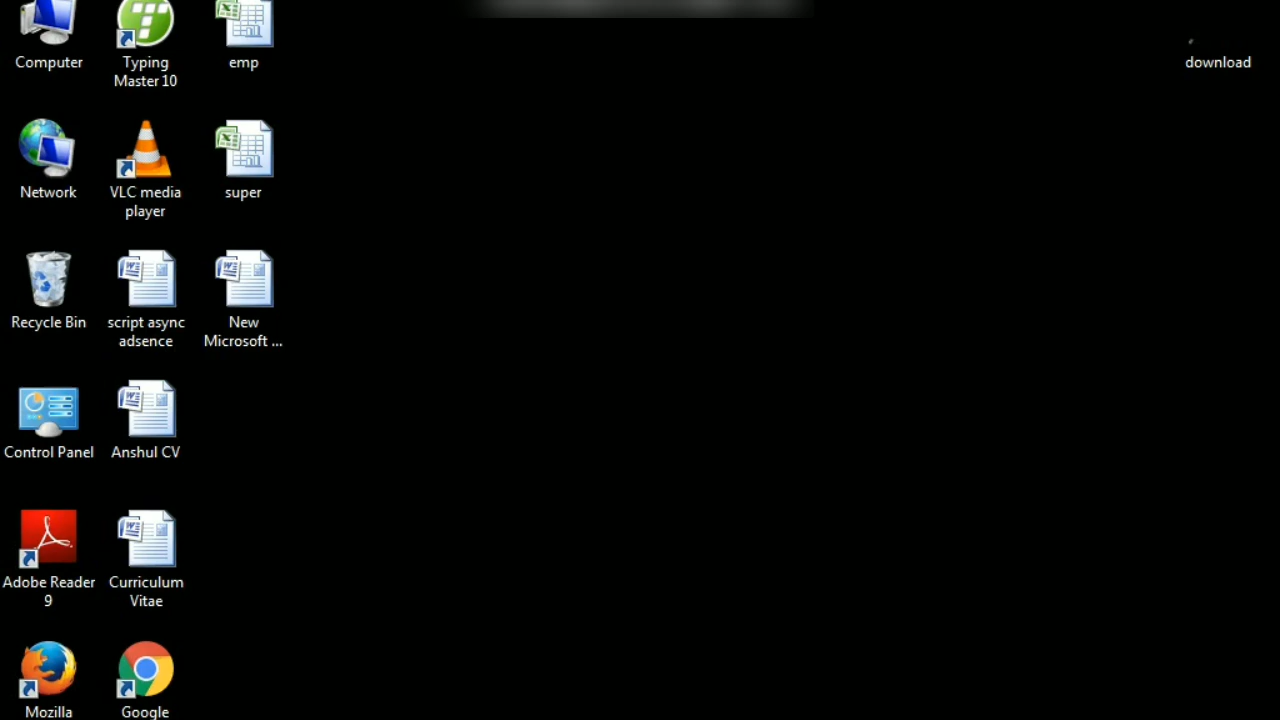 Computer
Typing
Master 10
emp
download
Network
VLC media
player
super
Recycle Bin
script async
adsence
New
Microsoft ...
Control Panel
Anshul CV
Adobe Reader
9
Curriculum
Vitae
Mozilla
Google